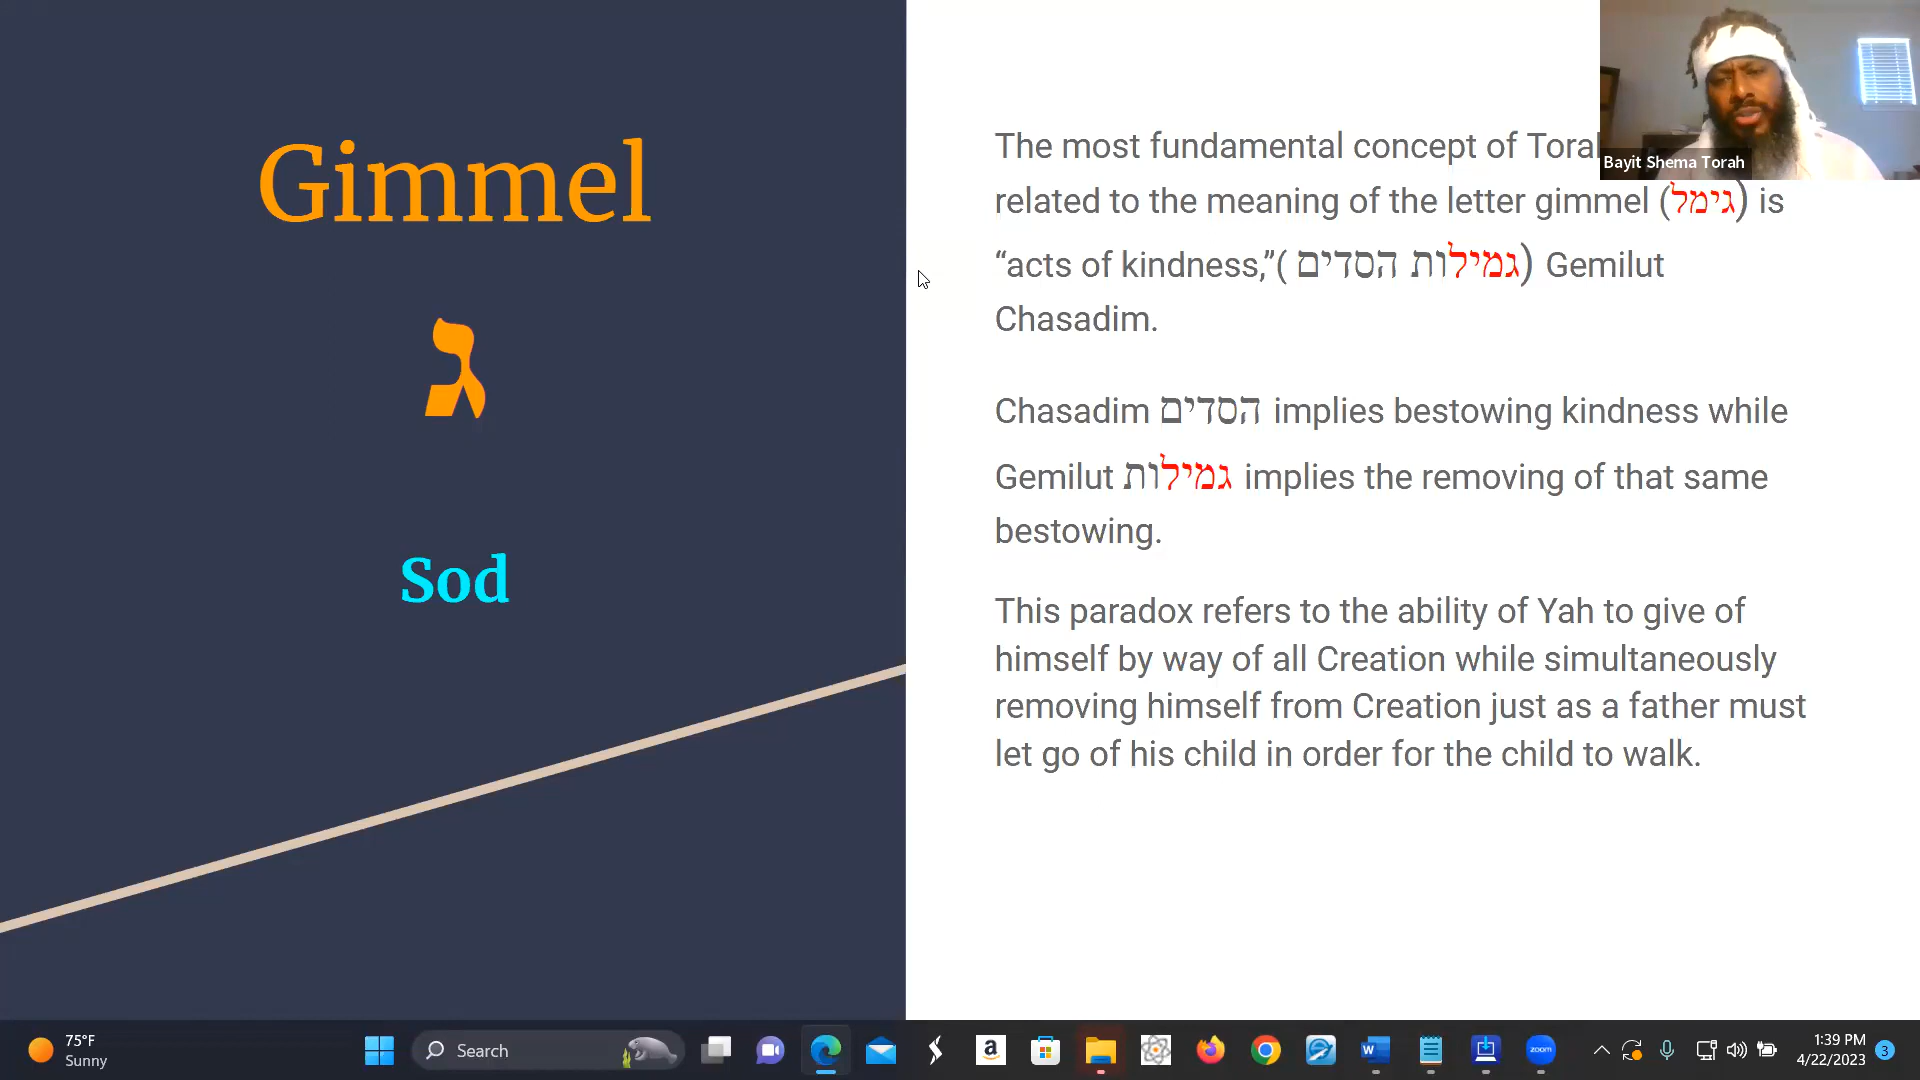 Gimmel
ג
Sod
The most fundamental concept of Tora
related to the meaning of the letter gimmel (גימל) is
“acts of kindness,”( גמילות הסדים) Gemilut
Chasadim.
Chasadim הסדים implies bestowing kindness while
Gemilut גמילות implies the removing of that same
bestowing.
This paradox refers to the ability of Yah to give of
himself by way of all Creation while simultaneously
removing himself from Creation just as a father must
let go of his child in order for the child to walk.
Bayit Shema Torah
75°F
Sunny
Search
a
W
zoom
1:39 PM
4/22/2023
3